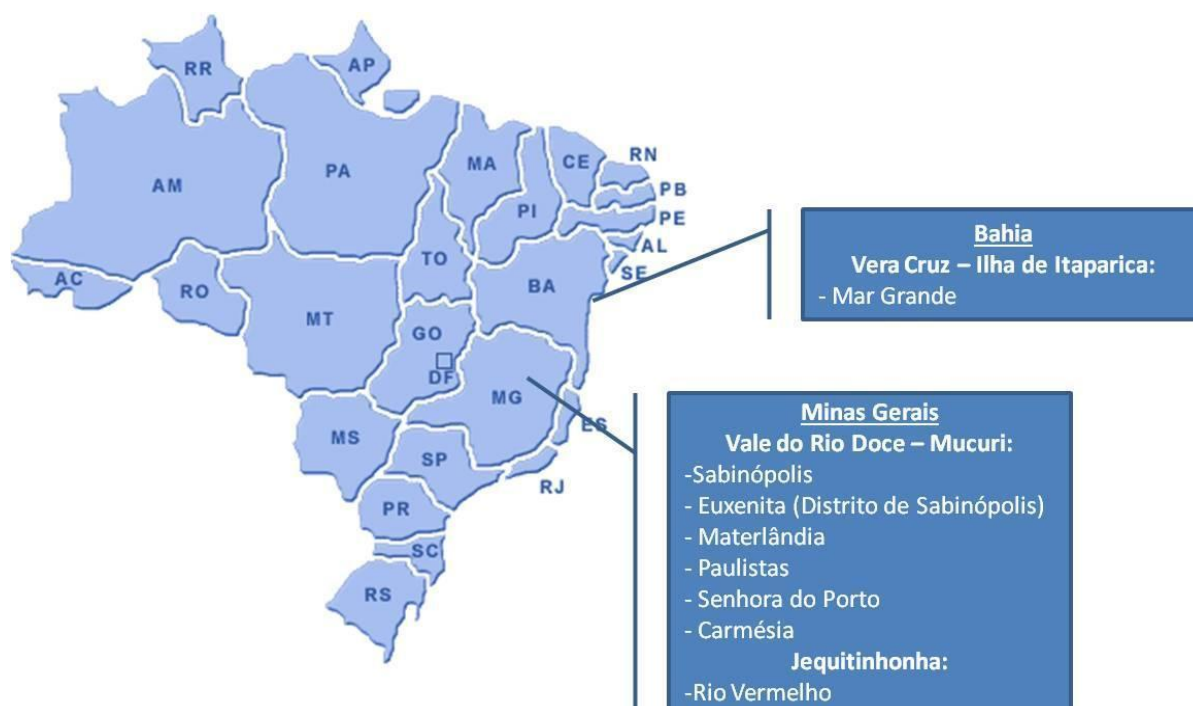 RR
AP
AM
PA
MA
CE
RN
PB
PE
PI
AL
SE
AC
RO
TO
BA
MT
GO
DF
MG
ES
MS
SP
RJ
PR
SC
RS
Bahia
Vera Cruz – Ilha de Itaparica:
- Mar Grande
Minas Gerais
Vale do Rio Doce – Mucuri:
-Sabinópolis
- Euxenita (Distrito de Sabinópolis)
- Materlândia
- Paulistas
- Senhora do Porto
- Carmésia
Jequitinhonha:
-Rio Vermelho